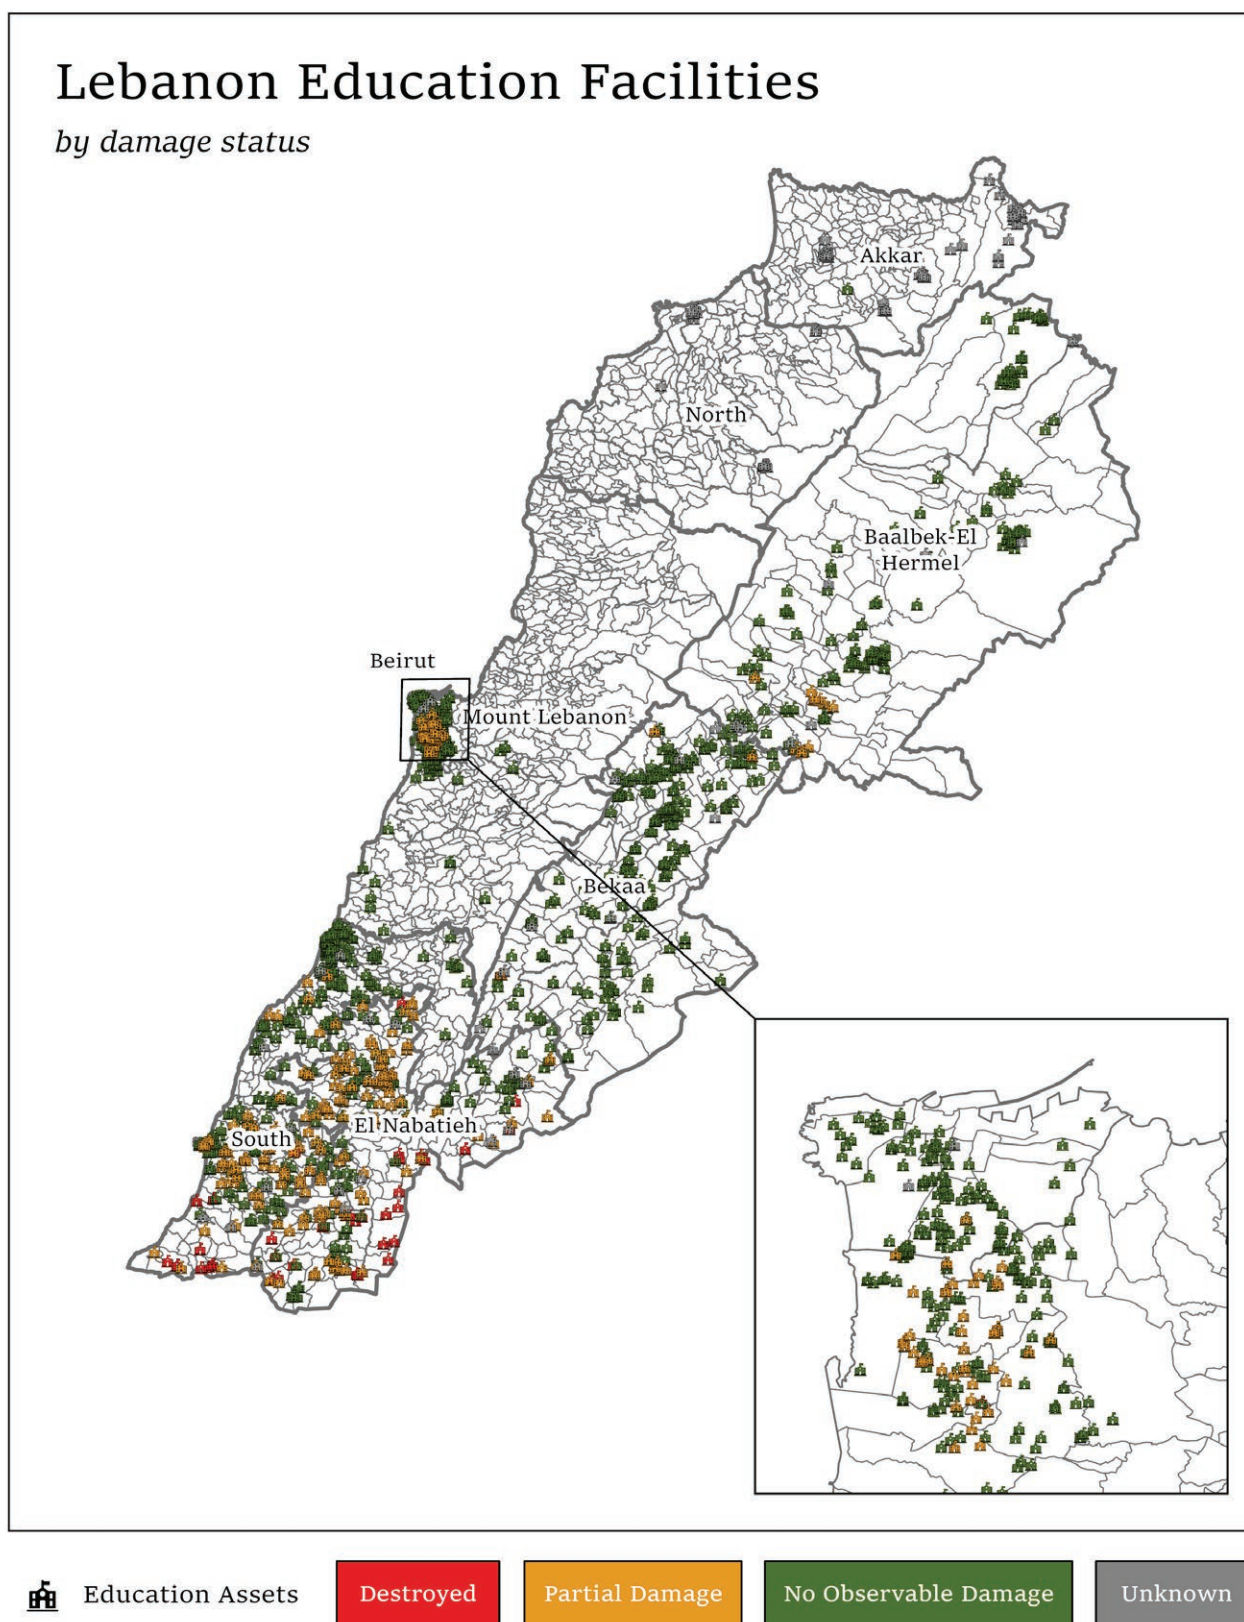 Lebanon Education Facilities
by damage status
Akkar
North
Baalbek-El
Hermel
Beirut
Mount Lebanon
Bekaa
El Nabatieh
South
Education Assets
Destroyed
Partial Damage
No Observable Damage
Unknown